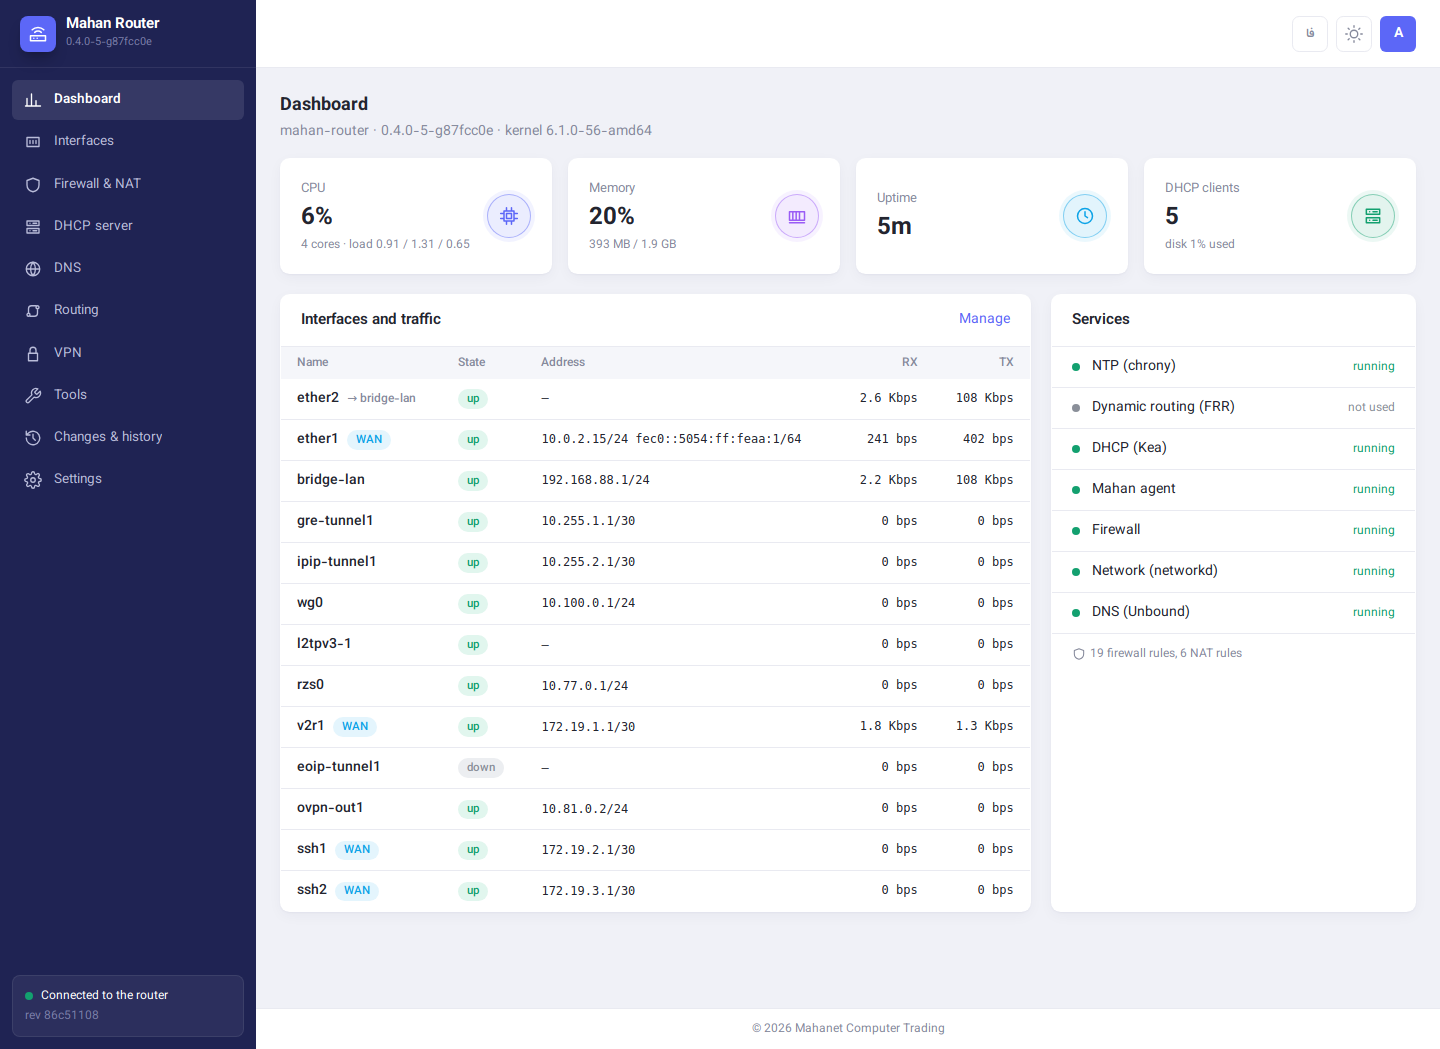 Mahan Router
0.4.0-5-g87fcc0e
Dashboard
Interfaces
Firewall & NAT
DHCP server
DNS
Routing
VPN
Tools
Changes & history
Settings
Connected to the router
rev 86c51108
فا
A
Dashboard
mahan-router · 0.4.0-5-g87fcc0e · kernel 6.1.0-56-amd64
CPU
6%
4 cores · load 0.91 / 1.31 / 0.65
Memory
20%
393 MB / 1.9 GB
Uptime
5m
DHCP clients
5
disk 1% used
Interfaces and traffic Manage
Name State Address RX TX
ether2 → bridge-lan up — 2.6 Kbps 108 Kbps
ether1 WAN up 10.0.2.15/24 fec0::5054:ff:feaa:1/64 241 bps 402 bps
bridge-lan up 192.168.88.1/24 2.2 Kbps 108 Kbps
gre-tunnel1 up 10.255.1.1/30 0 bps 0 bps
ipip-tunnel1 up 10.255.2.1/30 0 bps 0 bps
wg0 up 10.100.0.1/24 0 bps 0 bps
l2tpv3-1 up — 0 bps 0 bps
rzs0 up 10.77.0.1/24 0 bps 0 bps
v2r1 WAN up 172.19.1.1/30 1.8 Kbps 1.3 Kbps
eoip-tunnel1 down — 0 bps 0 bps
ovpn-out1 up 10.81.0.2/24 0 bps 0 bps
ssh1 WAN up 172.19.2.1/30 0 bps 0 bps
ssh2 WAN up 172.19.3.1/30 0 bps 0 bps
Services
NTP (chrony) running
Dynamic routing (FRR) not used
DHCP (Kea) running
Mahan agent running
Firewall running
Network (networkd) running
DNS (Unbound) running
19 firewall rules, 6 NAT rules
© 2026 Mahanet Computer Trading